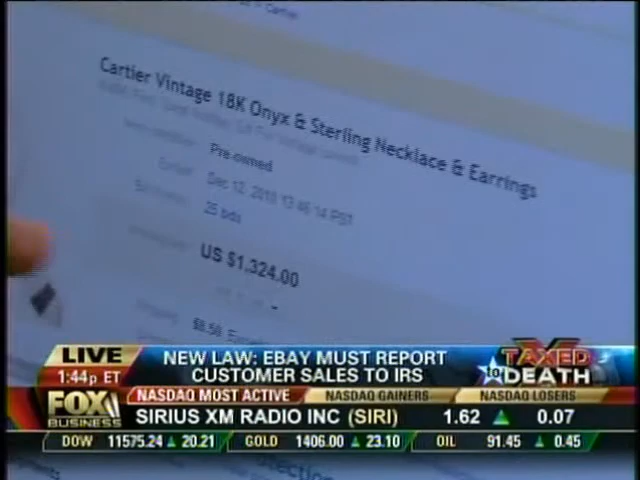 Cartier
Cartier Vintage 18K Onyx & Sterling Necklace & Earrings
Pre-owned
Dec 12, 2010 13:46:14 PST
25 bids
US $1,324.00
$8.50
LIVE
1:44p ET
NEW LAW: EBAY MUST REPORT
CUSTOMER SALES TO IRS
TAXED
to DEATH
FOX
BUSINESS
NASDAQ MOST ACTIVE NASDAQ GAINERS NASDAQ LOSERS
SIRIUS XM RADIO INC (SIRI) 1.62 ▲ 0.07
DOW 11575.24 ▲ 20.21 GOLD 1406.00 ▲ 23.10 OIL 91.45 ▲ 0.45